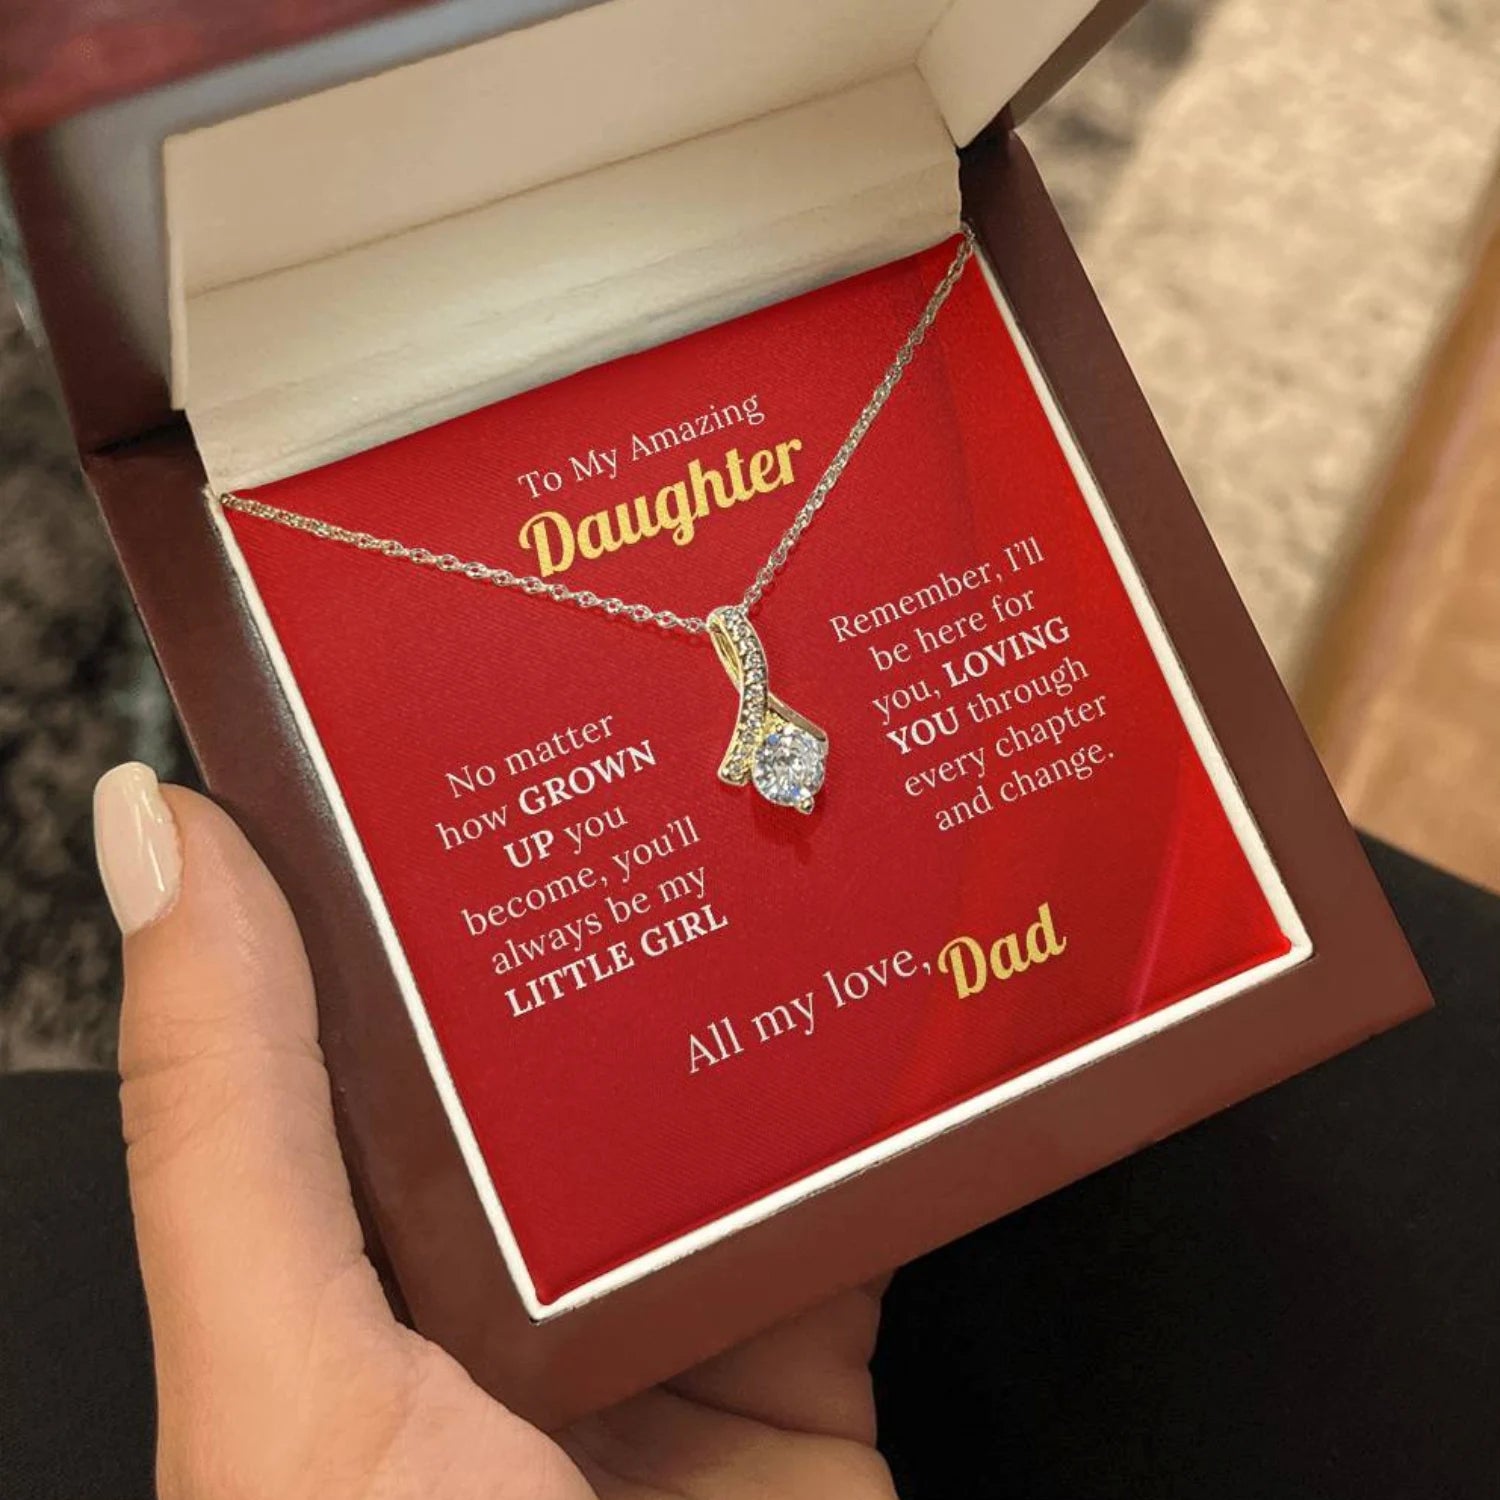 To My Amazing
Daughter
No matter
how GROWN
UP you
become, you'll
always be my
LITTLE GIRL
Remember, I'll
be here for
you, LOVING
YOU through
every chapter
and change.
All my love, Dad